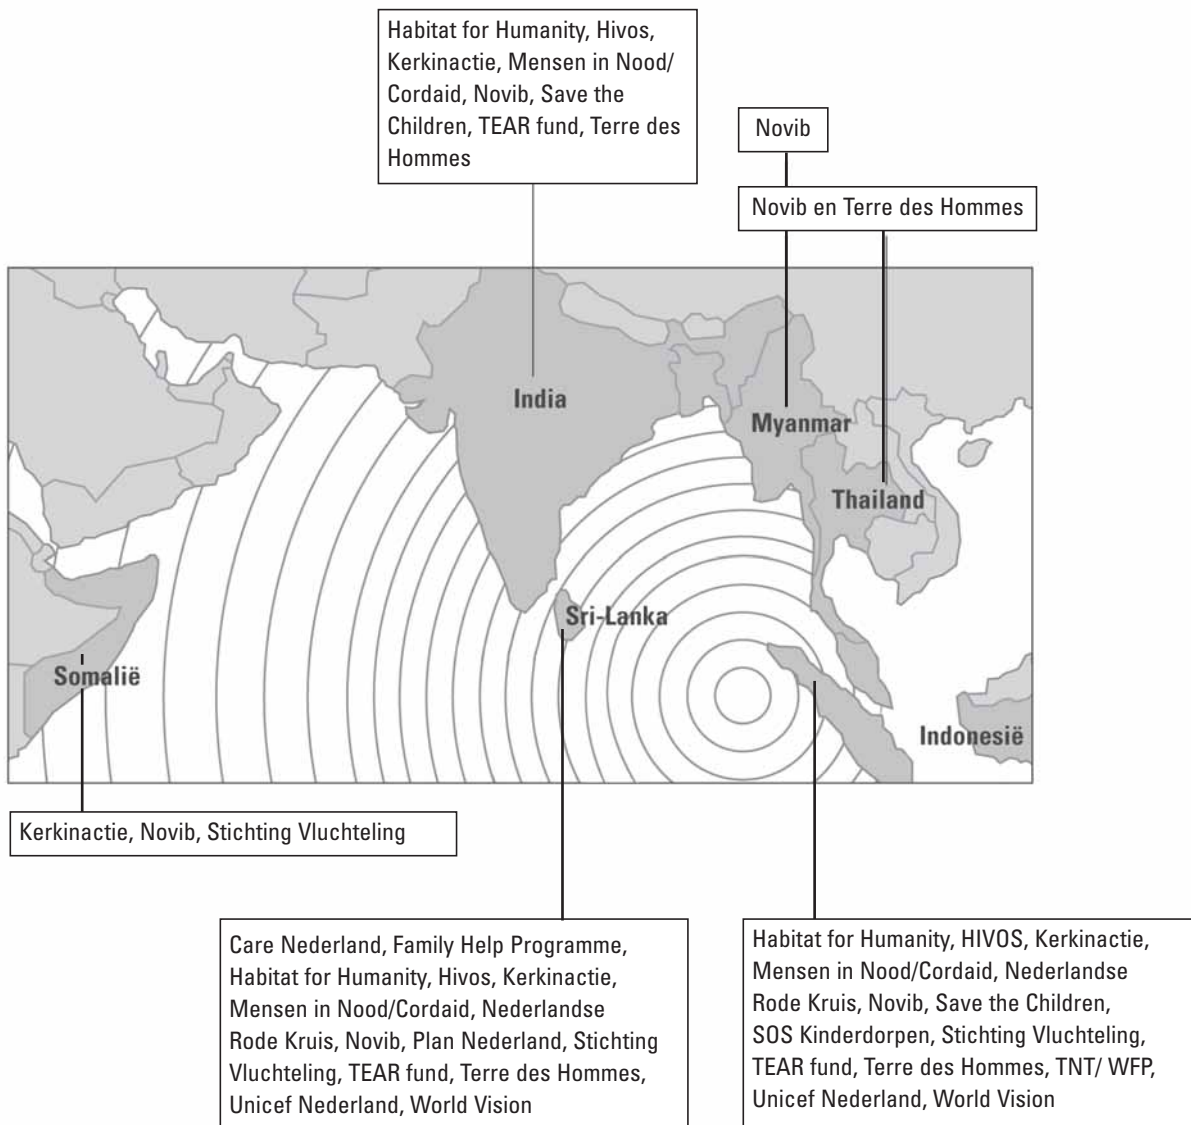 Habitat for Humanity, Hivos,
Kerkinactie, Mensen in Nood/
Cordaid, Novib, Save the
Children, TEAR fund, Terre des
Hommes
Novib
Novib en Terre des Hommes
India
Myanmar
Thailand
Sri-Lanka
Somalië
Indonesië
Kerkinactie, Novib, Stichting Vluchteling
Care Nederland, Family Help Programme,
Habitat for Humanity, Hivos, Kerkinactie,
Mensen in Nood/Cordaid, Nederlandse
Rode Kruis, Novib, Plan Nederland, Stichting
Vluchteling, TEAR fund, Terre des Hommes,
Unicef Nederland, World Vision
Habitat for Humanity, HIVOS, Kerkinactie,
Mensen in Nood/Cordaid, Nederlandse
Rode Kruis, Novib, Save the Children,
SOS Kinderdorpen, Stichting Vluchteling,
TEAR fund, Terre des Hommes, TNT/ WFP,
Unicef Nederland, World Vision